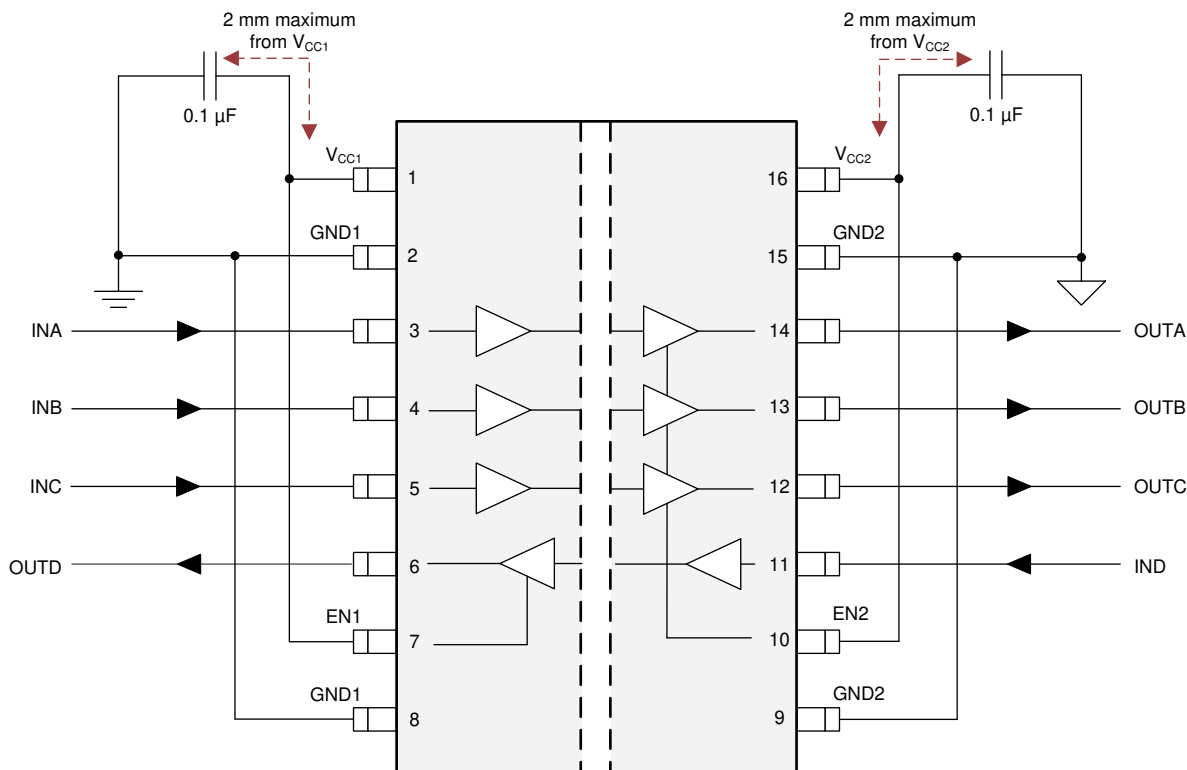 2 mm maximum
from VCC1
2 mm maximum
from VCC2
0.1 µF
0.1 µF
VCC1
1
16
VCC2
GND1
2
15
GND2
INA
3
14
OUTA
INB
4
13
OUTB
INC
5
12
OUTC
OUTD
6
11
IND
EN1
7
10
EN2
GND1
8
9
GND2